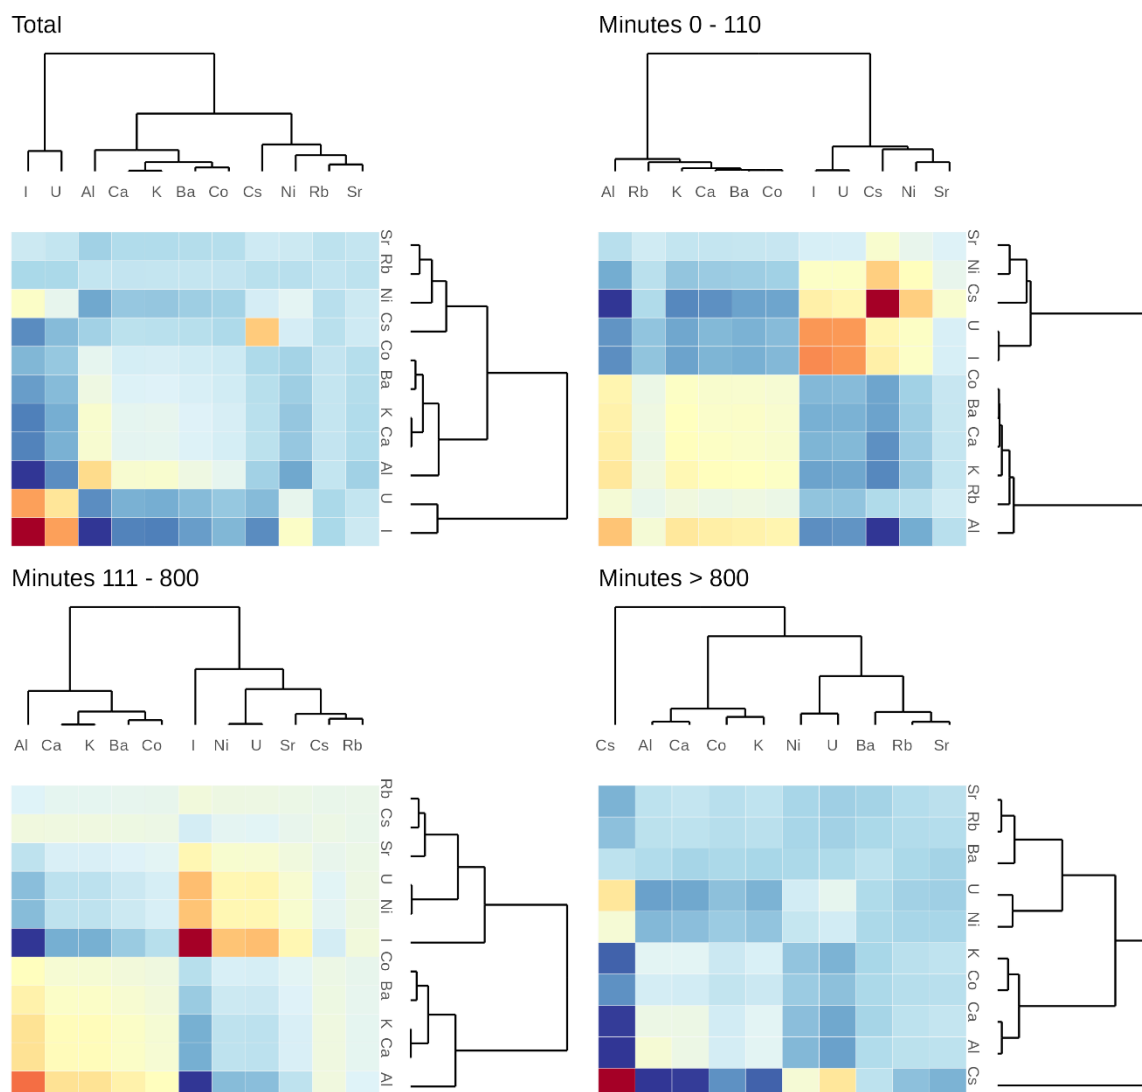 Total
I U Al Ca K Ba Co Cs Ni Rb Sr
Sr
Rb
Ni
Cs
Co
Ba
K
Ca
Al
U
I
Minutes 0 - 110
Al Rb K Ca Ba Co I U Cs Ni Sr
Sr
Ni
Cs
U
I
Co
Ba
Ca
K
Rb
Al
Minutes 111 - 800
Al Ca K Ba Co I Ni U Sr Cs Rb
Rb
Cs
Sr
U
Ni
I
Co
Ba
K
Ca
Al
Minutes > 800
Cs Al Ca Co K Ni U Ba Rb Sr
Sr
Rb
Ba
U
Ni
K
Co
Ca
Al
Cs